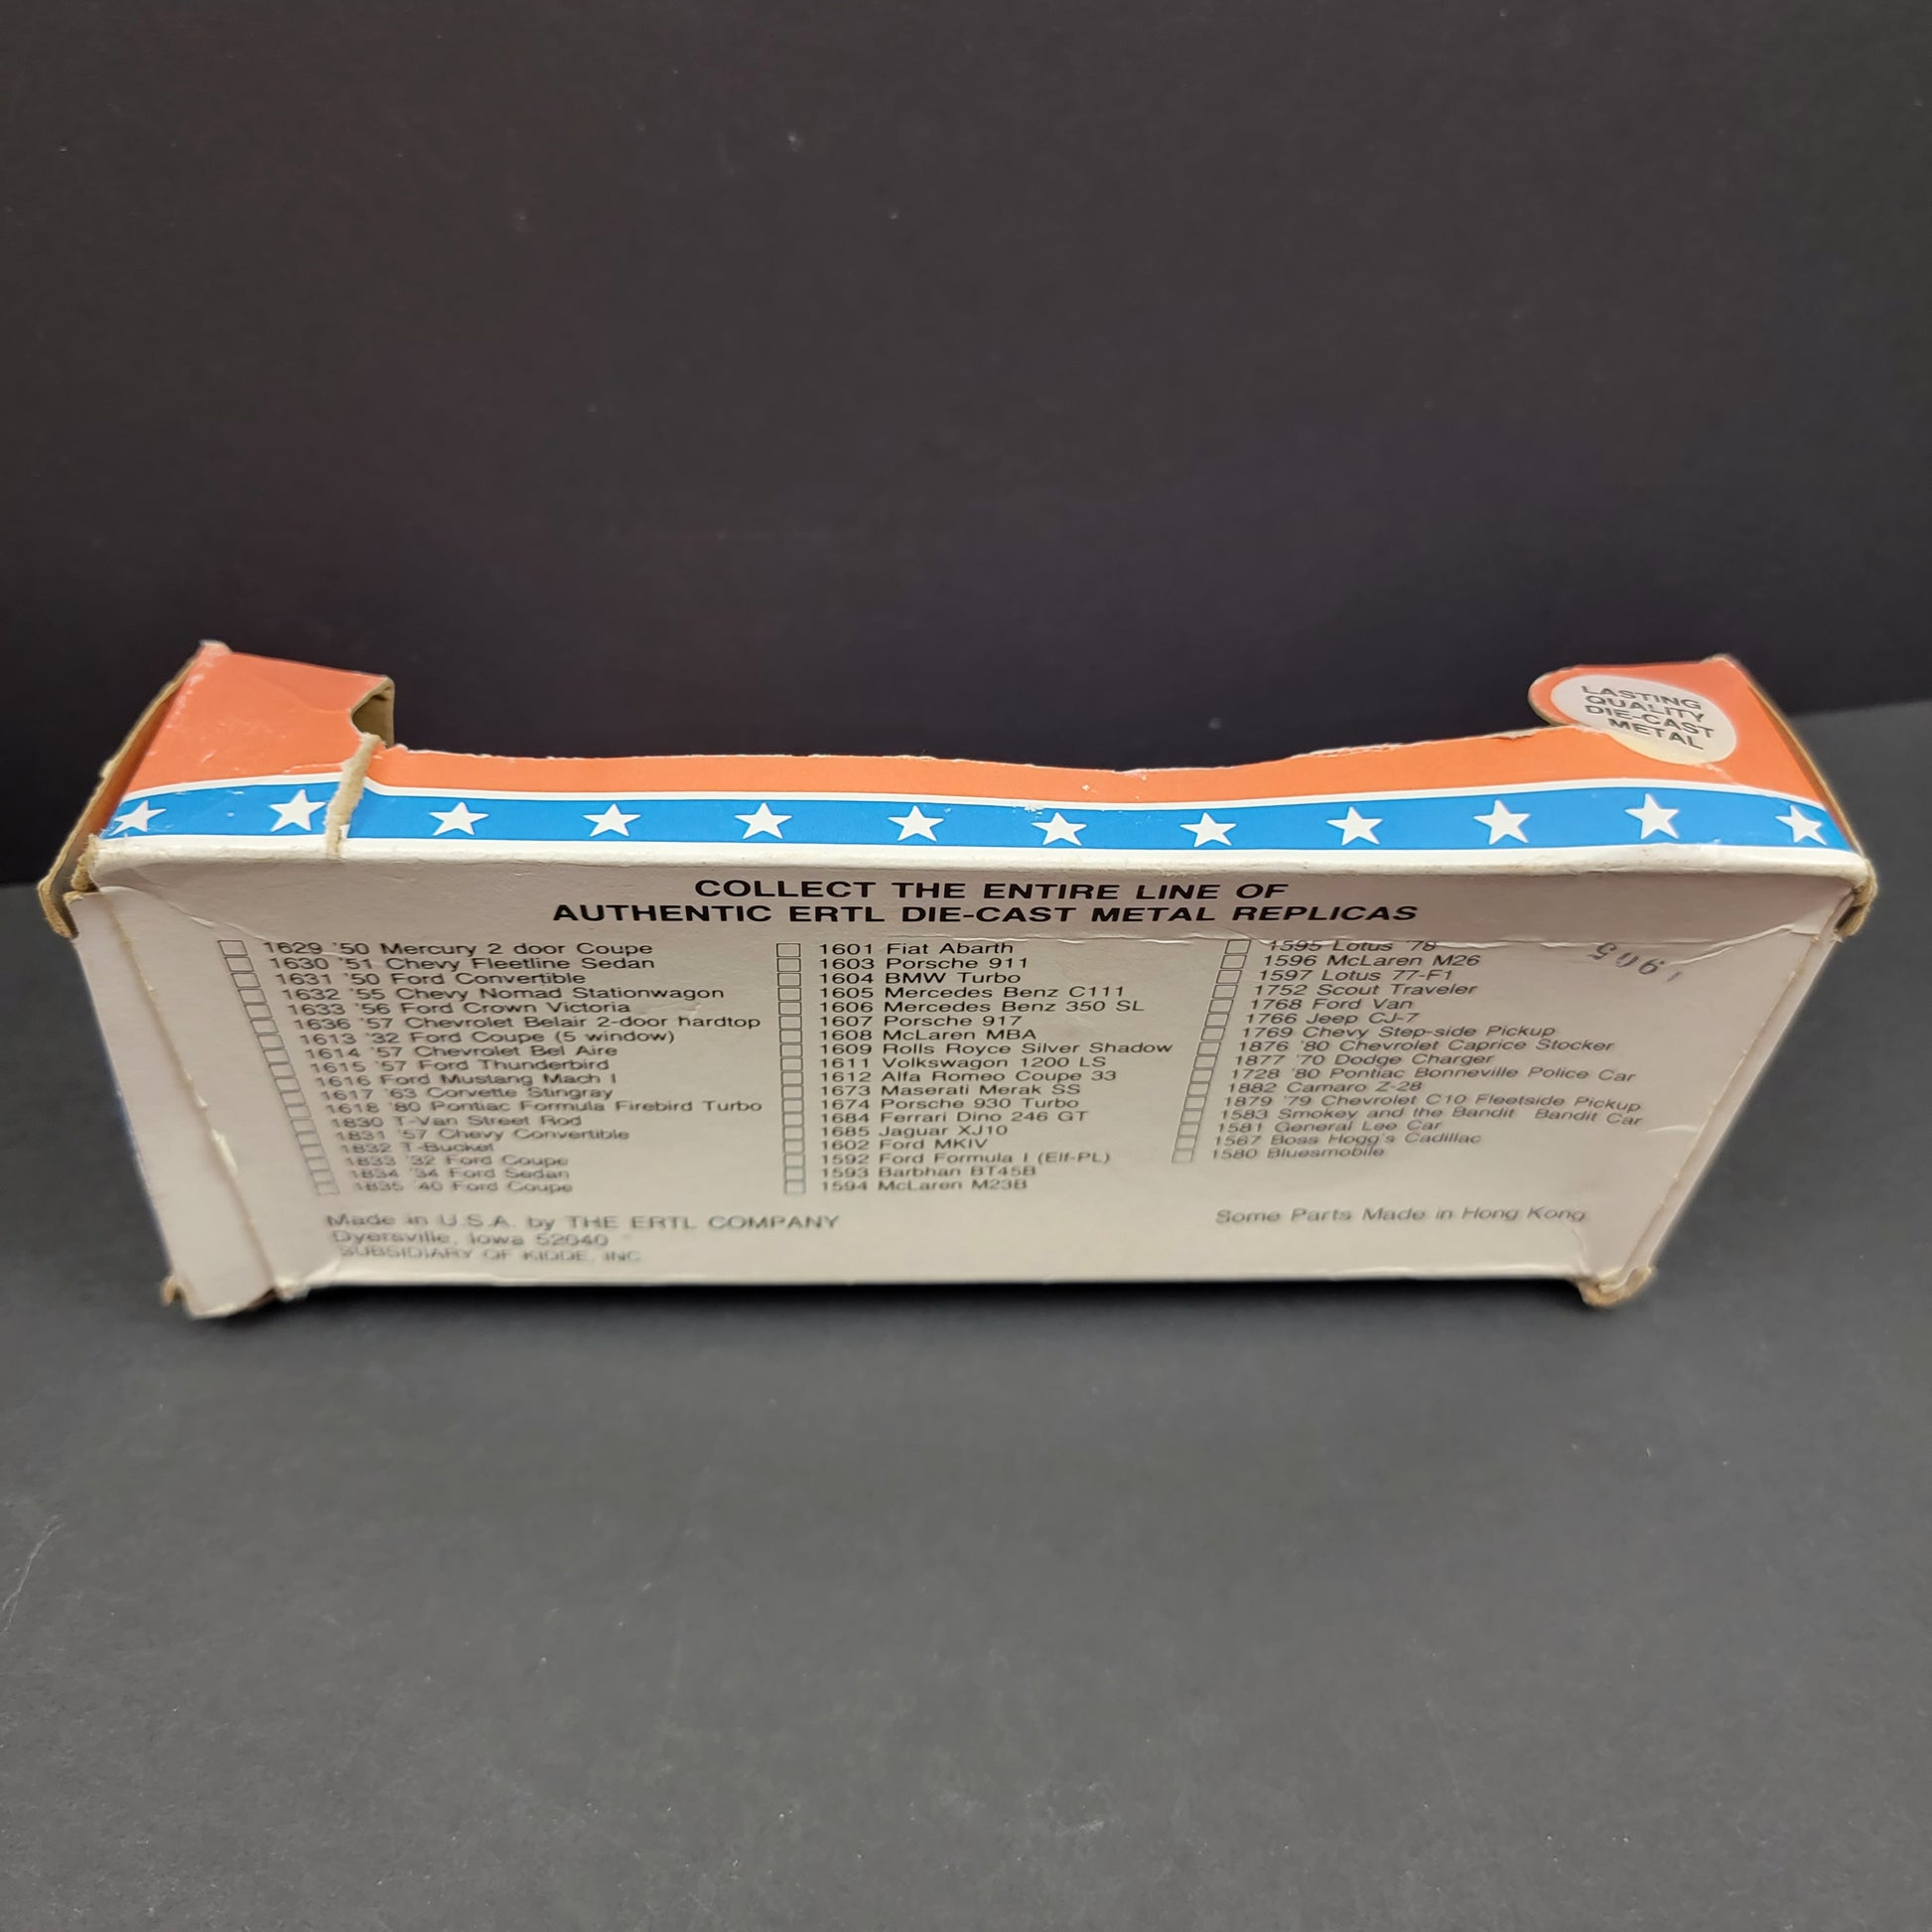 LASTING
QUALITY
DIE-CAST
METAL
COLLECT THE ENTIRE LINE OF
AUTHENTIC ERTL DIE-CAST METAL REPLICAS
1629 '50 Mercury 2 door Coupe
1630 '51 Chevy Fleetline Sedan
1631 '50 Ford Convertible
1632 '55 Chevy Nomad Stationwagon
1633 '56 Ford Crown Victoria
1636 '57 Chevrolet Belair 2-door hardtop
1613 '32 Ford Coupe (5 window)
1614 '57 Chevrolet Bel Aire
1615 '57 Ford Thunderbird
1616 Ford Mustang Mach I
1617 '63 Corvette Stingray
1618 '80 Pontiac Formula Firebird Turbo
1830 T-Van Street Rod
1831 '57 Chevy Convertible
1832 T-Bucket
1833 '32 Ford Coupe
1834 '34 Ford Sedan
1835 '40 Ford Coupe
1601 Fiat Abarth
1603 Porsche 911
1604 BMW Turbo
1605 Mercedes Benz C111
1606 Mercedes Benz 350 SL
1607 Porsche 917
1608 McLaren MBA
1609 Rolls Royce Silver Shadow
1611 Volkswagon 1200 LS
1612 Alfa Romeo Coupe 33
1673 Maserati Merak SS
1674 Porsche 930 Turbo
1684 Ferrari Dino 246 GT
1685 Jaguar XJ10
1602 Ford MKIV
1592 Ford Formula I (Elf-PL)
1593 Barbhan BT45B
1594 McLaren M23B
1595 Lotus '78
1596 McLaren M26
1597 Lotus 77-F1
1752 Scout Traveler
1768 Ford Van
1766 Jeep CJ-7
1769 Chevy Step-side Pickup
1876 '80 Chevrolet Caprice Stocker
1877 '70 Dodge Charger
1728 '80 Pontiac Bonneville Police Car
1882 Camaro Z-28
1879 '79 Chevrolet C10 Fleetside Pickup
1583 Smokey and the Bandit Bandit Car
1581 General Lee Car
1567 Boss Hogg's Cadillac
1580 Bluesmobile
Made in U.S.A. by THE ERTL COMPANY
Dyersville, Iowa 52040
SUBSIDIARY OF KIDDE, INC.
Some Parts Made in Hong Kong